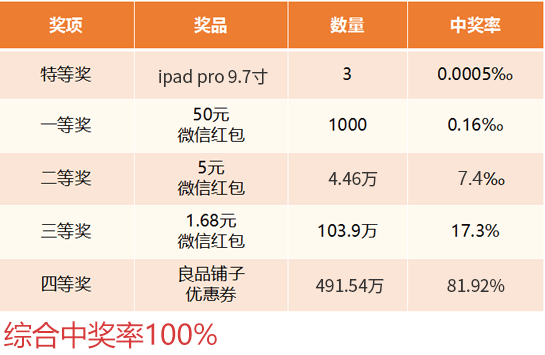 奖项 奖品 数量 中奖率
特等奖 ipad pro 9.7寸 3 0.0005‰
一等奖 50元 微信红包 1000 0.16‰
二等奖 5元 微信红包 4.46万 7.4‰
三等奖 1.68元 微信红包 103.9万 17.3%
四等奖 良品铺子 优惠券 491.54万 81.92%
综合中奖率100%